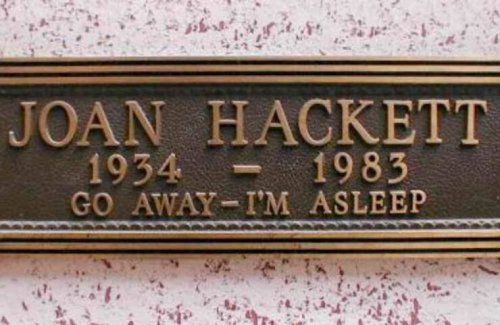 JOAN HACKETT
1934 – 1983
GO AWAY – I'M ASLEEP